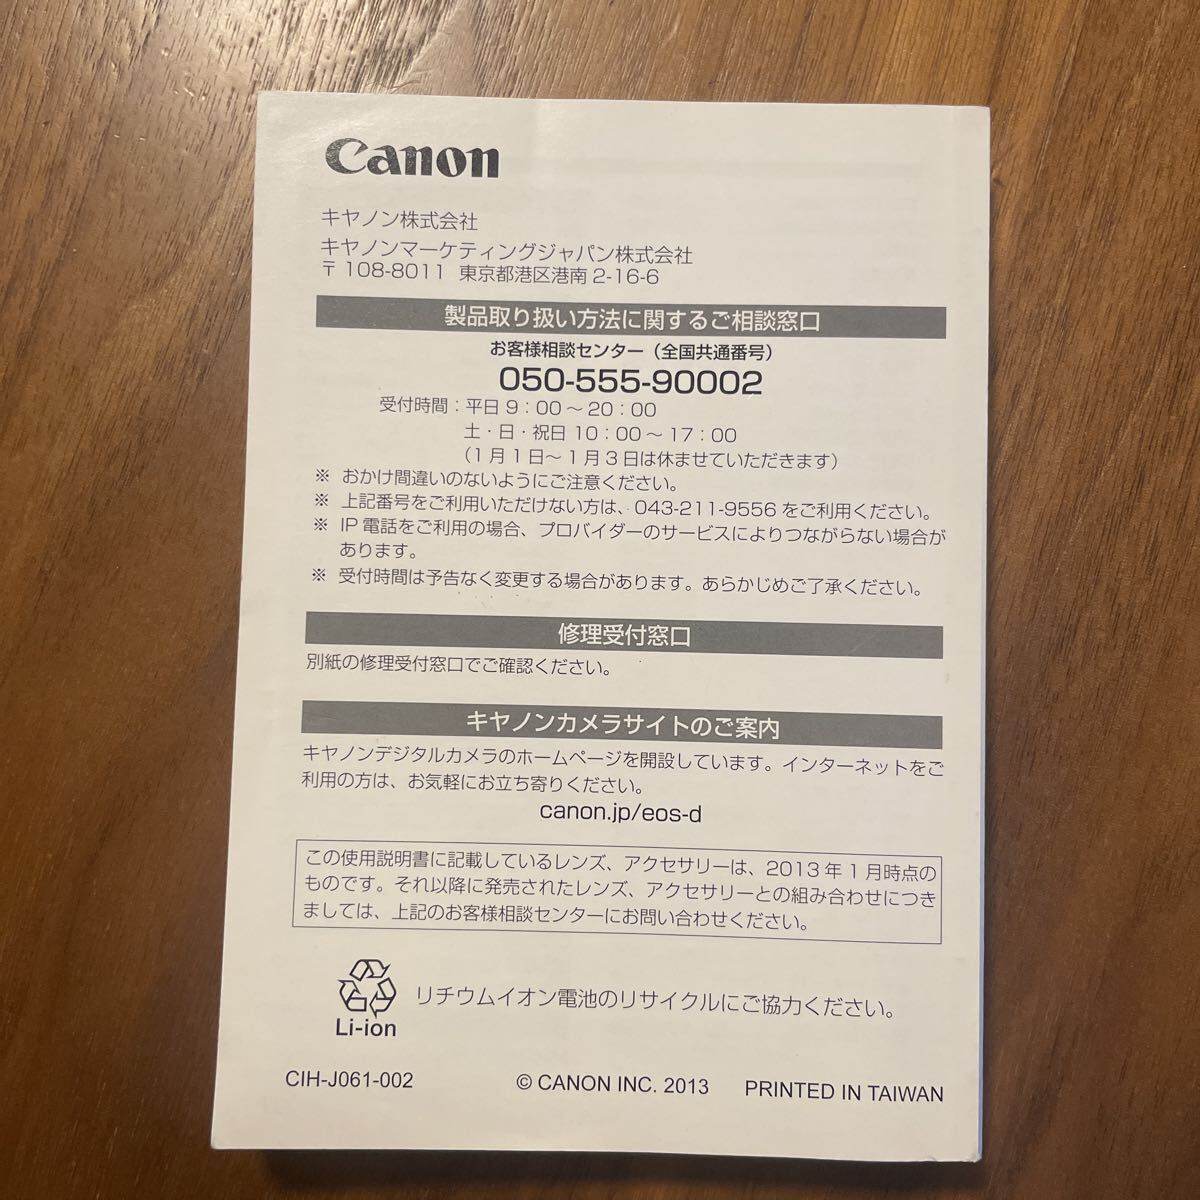 Canon
キヤノン株式会社
キヤノンマーケティングジャパン株式会社
〒108-8011 東京都港区港南2-16-6
製品取り扱い方法に関するご相談窓口
お客様相談センター（全国共通番号）
050-555-90002
受付時間：平日 9：00～20：00
土・日・祝日 10：00～17：00
（1月1日～1月3日は休ませていただきます）
※ おかけ間違いのないようにご注意ください。
※ 上記番号をご利用いただけない方は、043-211-9556をご利用ください。
※ IP電話をご利用の場合、プロバイダーのサービスによりつながらない場合が
あります。
※ 受付時間は予告なく変更する場合があります。あらかじめご了承ください。
修理受付窓口
別紙の修理受付窓口でご確認ください。
キヤノンカメラサイトのご案内
キヤノンデジタルカメラのホームページを開設しています。インターネットをご
利用の方は、お気軽にお立ち寄りください。
canon.jp/eos-d
この使用説明書に記載しているレンズ、アクセサリーは、2013年1月時点の
ものです。それ以降に発売されたレンズ、アクセサリーとの組み合わせにつき
ましては、上記のお客様相談センターにお問い合わせください。
リチウムイオン電池のリサイクルにご協力ください。
Li-ion
CIH-J061-002 © CANON INC. 2013 PRINTED IN TAIWAN